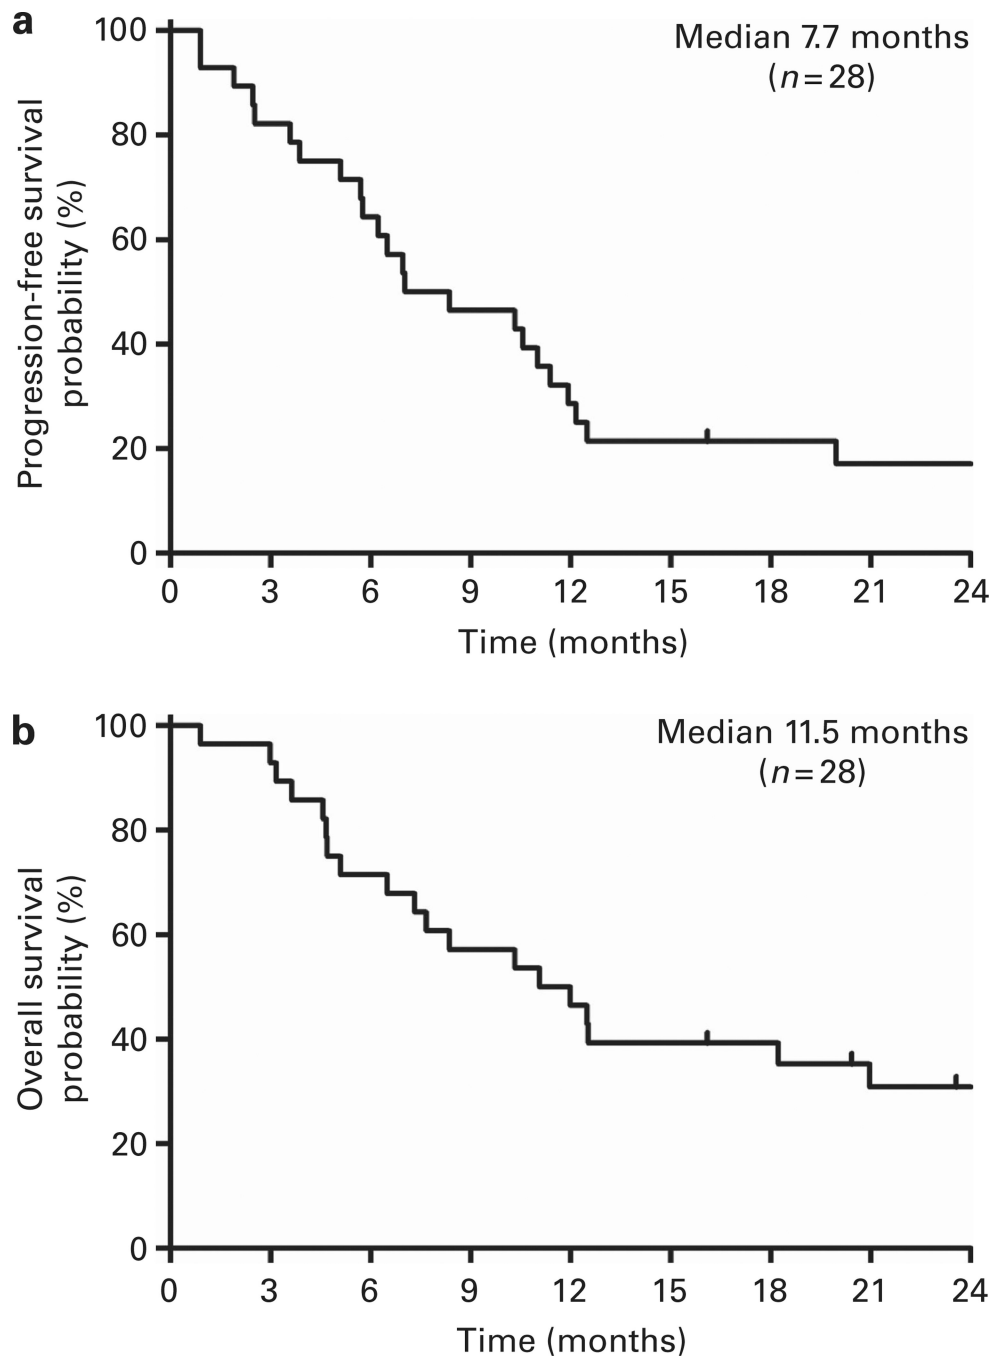 a
Median 7.7 months
(n=28)
Progression-free survival
probability (%)
100
80
60
40
20
0
0 3 6 9 12 15 18 21 24
Time (months)
b
Median 11.5 months
(n=28)
Overall survival
probability (%)
100
80
60
40
20
0
0 3 6 9 12 15 18 21 24
Time (months)